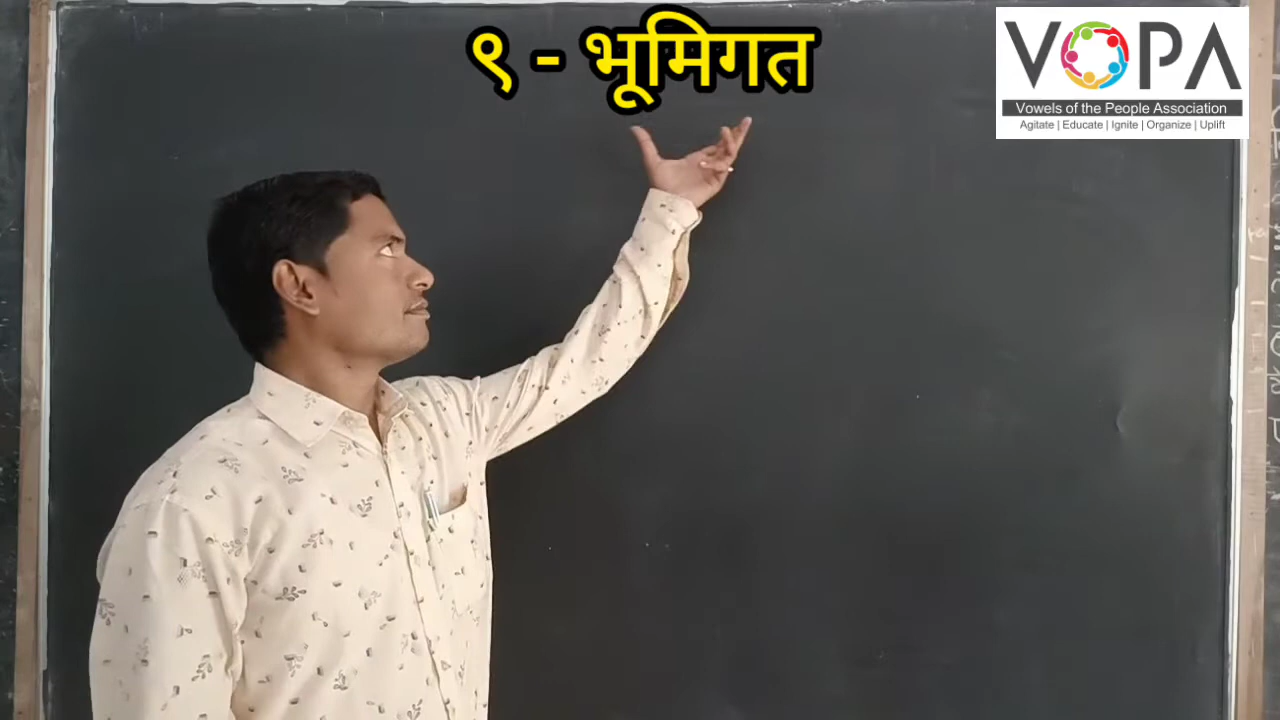 ९ - भूमिगत
VOPA
Vowels of the People Association
Agitate | Educate | Ignite | Organize | Uplift